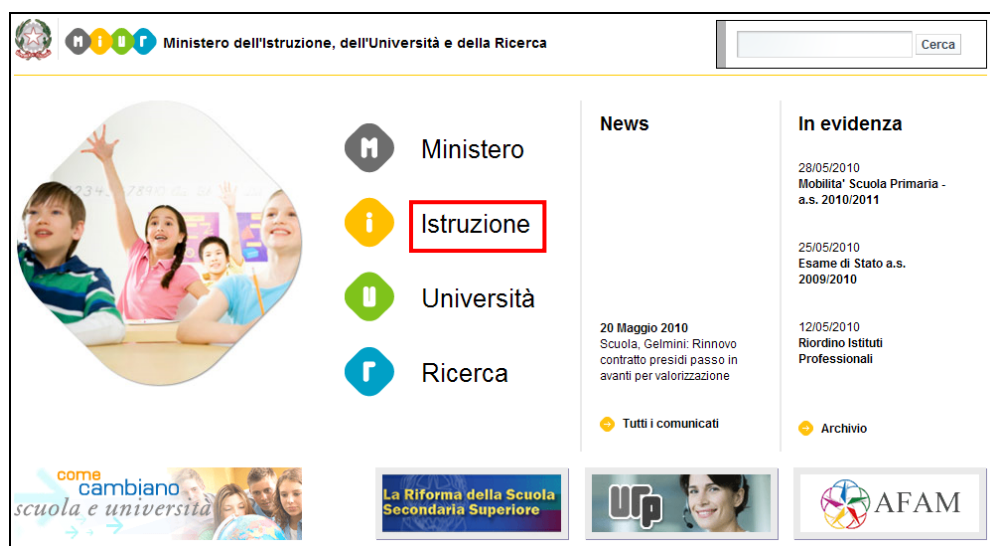 miur Ministero dell'Istruzione, dell'Università e della Ricerca
Cerca
m Ministero
i Istruzione
u Università
r Ricerca
News
20 Maggio 2010
Scuola, Gelmini: Rinnovo
contratto presidi passo in
avanti per valorizzazione
Tutti i comunicati
In evidenza
28/05/2010
Mobilita' Scuola Primaria -
a.s. 2010/2011
25/05/2010
Esame di Stato a.s.
2009/2010
12/05/2010
Riordino Istituti
Professionali
Archivio
come
cambiano
scuola e università
La Riforma della Scuola
Secondaria Superiore
urp
AFAM